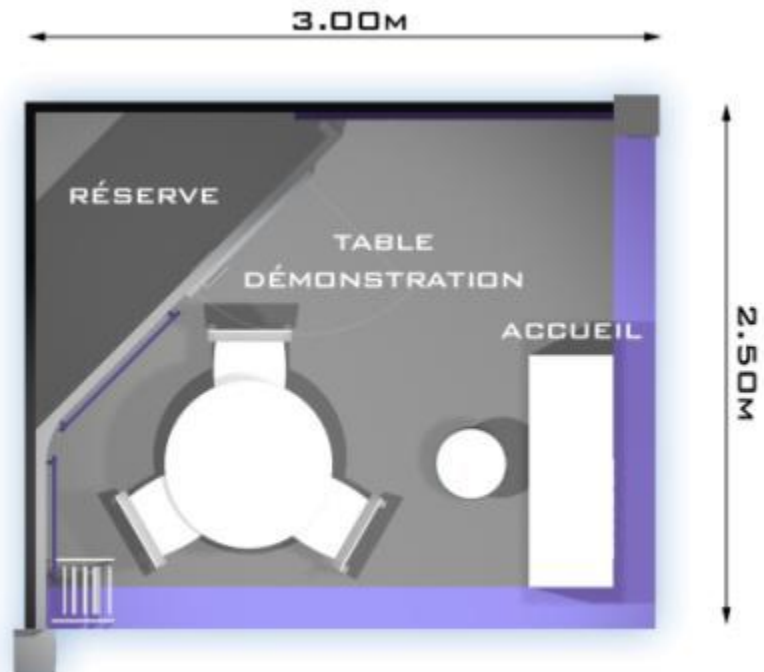 3.00M
RÉSERVE
TABLE
DÉMONSTRATION
ACCUEIL
2.50M